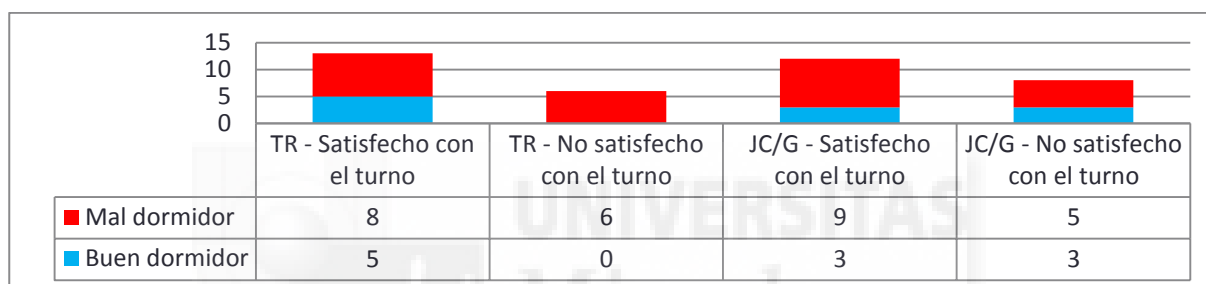 15
10
5
0
TR - Satisfecho con el turno
TR - No satisfecho con el turno
JC/G - Satisfecho con el turno
JC/G - No satisfecho con el turno
Mal dormidor 8 6 9 5
Buen dormidor 5 0 3 3
UNIVERSITAS